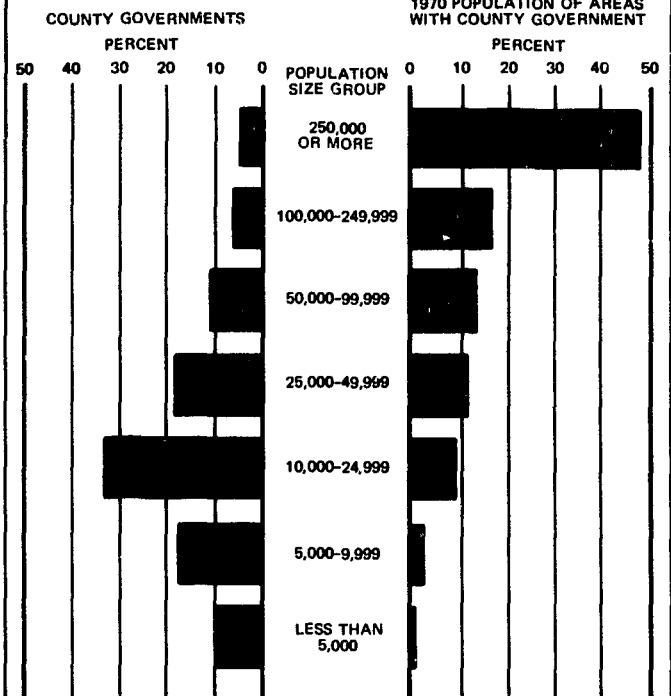 COUNTY GOVERNMENTS
PERCENT
50 40 30 20 10 0
1970 POPULATION OF AREAS
WITH COUNTY GOVERNMENT
PERCENT
0 10 20 30 40 50
POPULATION
SIZE GROUP
250,000
OR MORE
100,000–249,999
50,000–99,999
25,000–49,999
10,000–24,999
5,000–9,999
LESS THAN
5,000